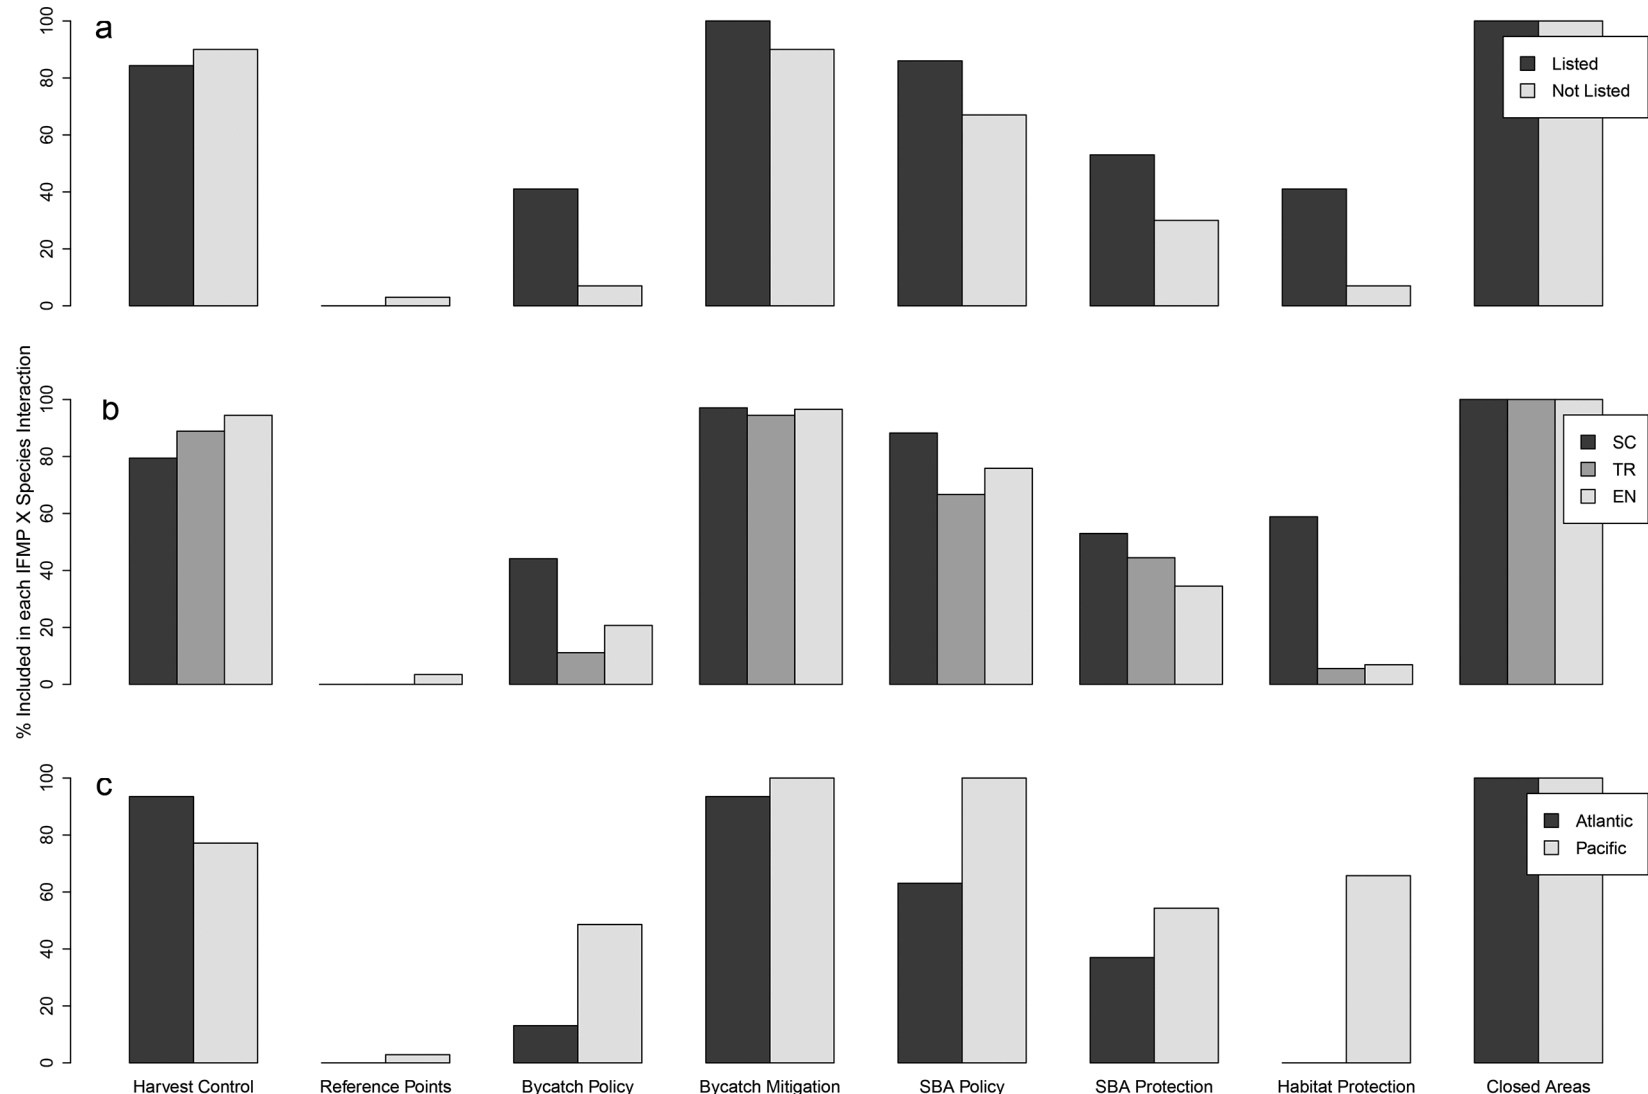 a
100
80
60
40
20
0
Listed
Not Listed
% Included in each IFMP X Species Interaction
b
100
80
60
40
20
0
SC
TR
EN
c
100
80
60
40
20
0
Atlantic
Pacific
Harvest Control Reference Points Bycatch Policy Bycatch Mitigation SBA Policy SBA Protection Habitat Protection Closed Areas